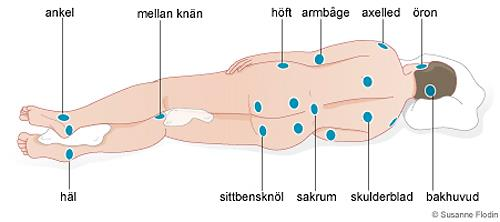 ankel mellan knän höft armbåge axelled öron
häl sittbensknöl sakrum skulderblad bakhuvud
© Susanne Flodin